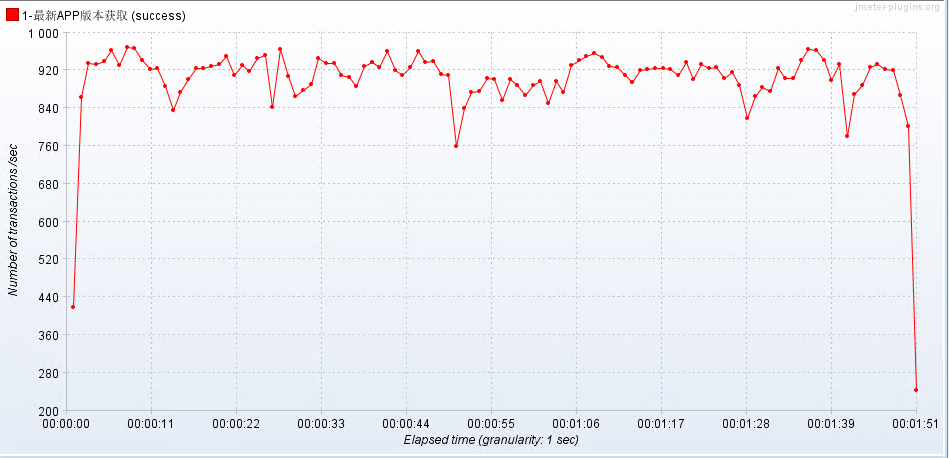 1-最新APP版本获取 (success)
jmeter-plugins.org
1 000
920
840
760
680
600
520
440
360
280
200
Number of transactions /sec
00:00:00 00:00:11 00:00:22 00:00:33 00:00:44 00:00:55 00:01:06 00:01:17 00:01:28 00:01:39 00:01:51
Elapsed time (granularity: 1 sec)